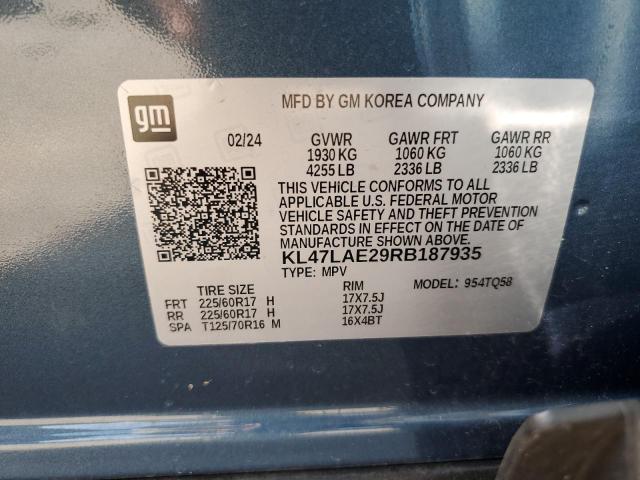 gm
MFD BY GM KOREA COMPANY
02/24 GVWR GAWR FRT GAWR RR
1930 KG 1060 KG 1060 KG
4255 LB 2336 LB 2336 LB
THIS VEHICLE CONFORMS TO ALL
APPLICABLE U.S. FEDERAL MOTOR
VEHICLE SAFETY AND THEFT PREVENTION
STANDARDS IN EFFECT ON THE DATE OF
MANUFACTURE SHOWN ABOVE.
KL47LAE29RB187935
TYPE: MPV
MODEL: 954TQ58
TIRE SIZE RIM
FRT 225/60R17 H 17X7.5J
RR 225/60R17 H 17X7.5J
SPA T125/70R16 M 16X4BT